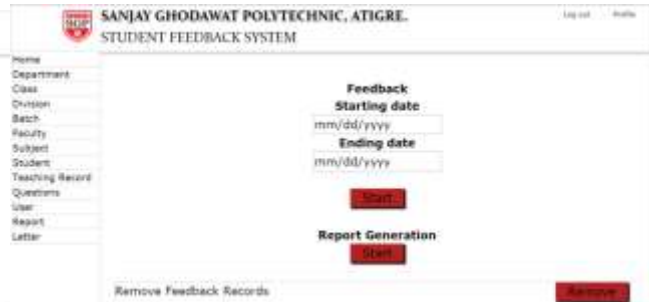 SGP
SANJAY GHODAWAT POLYTECHNIC, ATIGRE.
Log out Profile
STUDENT FEEDBACK SYSTEM
Home
Department
Class
Division
Batch
Faculty
Subject
Student
Teaching Record
Questions
User
Report
Letter
Feedback
Starting date
mm/dd/yyyy
Ending date
mm/dd/yyyy
Start
Report Generation
Start
Remove Feedback Records
Remove